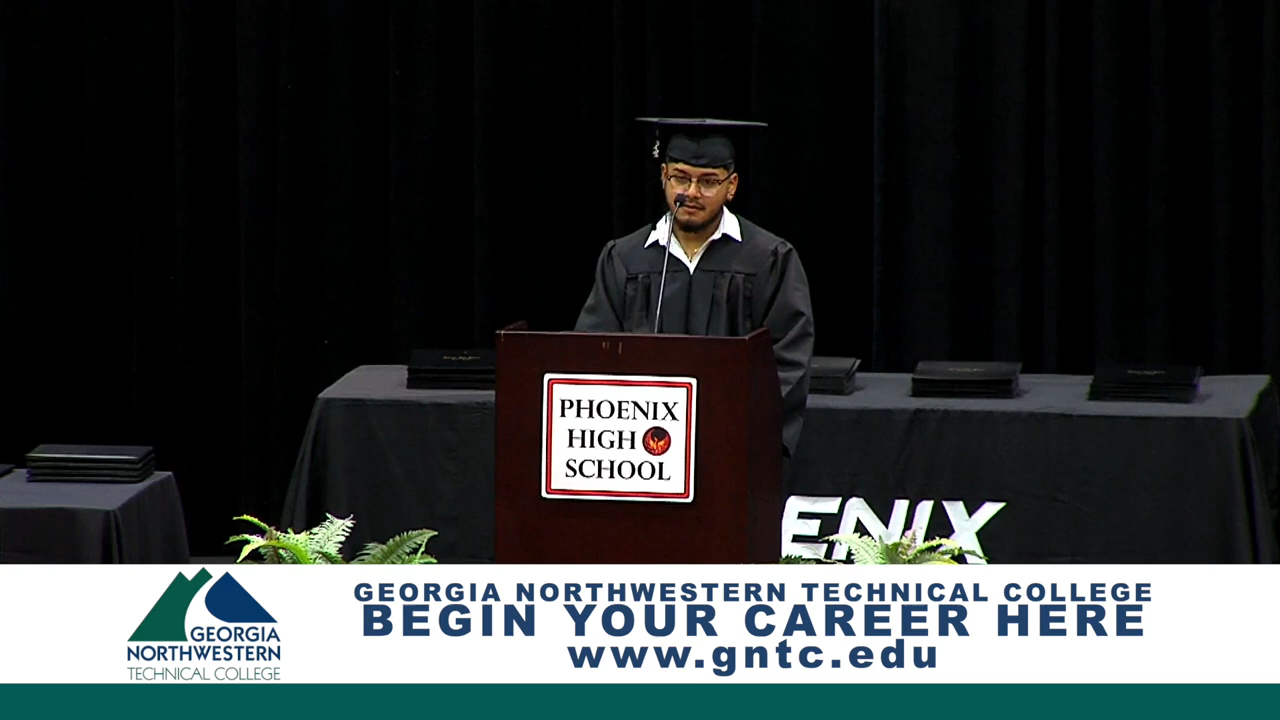 PHOENIX
HIGH
SCHOOL
ENIX
GEORGIA
NORTHWESTERN
TECHNICAL COLLEGE
GEORGIA NORTHWESTERN TECHNICAL COLLEGE
BEGIN YOUR CAREER HERE
www.gntc.edu